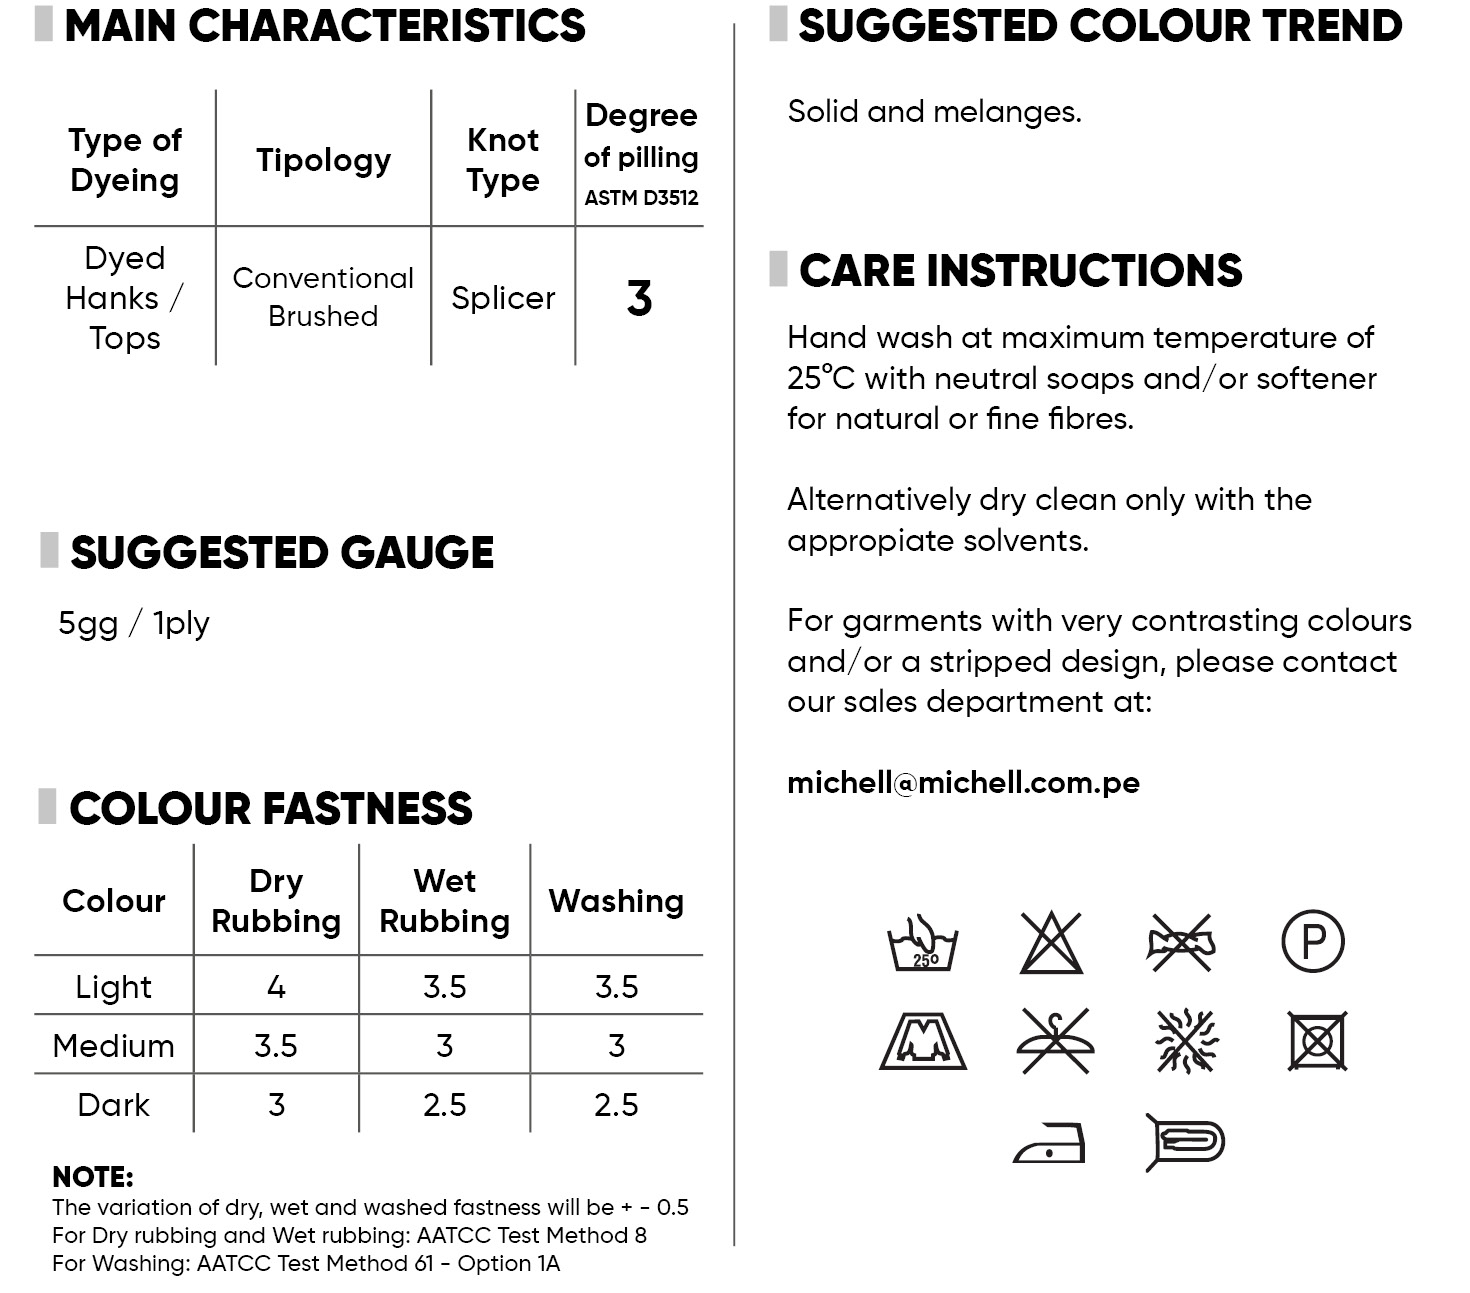 MAIN CHARACTERISTICS
Type of
Dyeing
Tipology
Knot
Type
Degree
of pilling
ASTM D3512
Dyed
Hanks /
Tops
Conventional
Brushed
Splicer
3
SUGGESTED GAUGE
5gg / 1ply
COLOUR FASTNESS
Colour
Dry
Rubbing
Wet
Rubbing
Washing
Light
4
3.5
3.5
Medium
3.5
3
3
Dark
3
2.5
2.5
NOTE:
The variation of dry, wet and washed fastness will be + - 0.5
For Dry rubbing and Wet rubbing: AATCC Test Method 8
For Washing: AATCC Test Method 61 - Option 1A
SUGGESTED COLOUR TREND
Solid and melanges.
CARE INSTRUCTIONS
Hand wash at maximum temperature of
25°C with neutral soaps and/or softener
for natural or fine fibres.
Alternatively dry clean only with the
appropiate solvents.
For garments with very contrasting colours
and/or a stripped design, please contact
our sales department at:
michell@michell.com.pe
25º
P